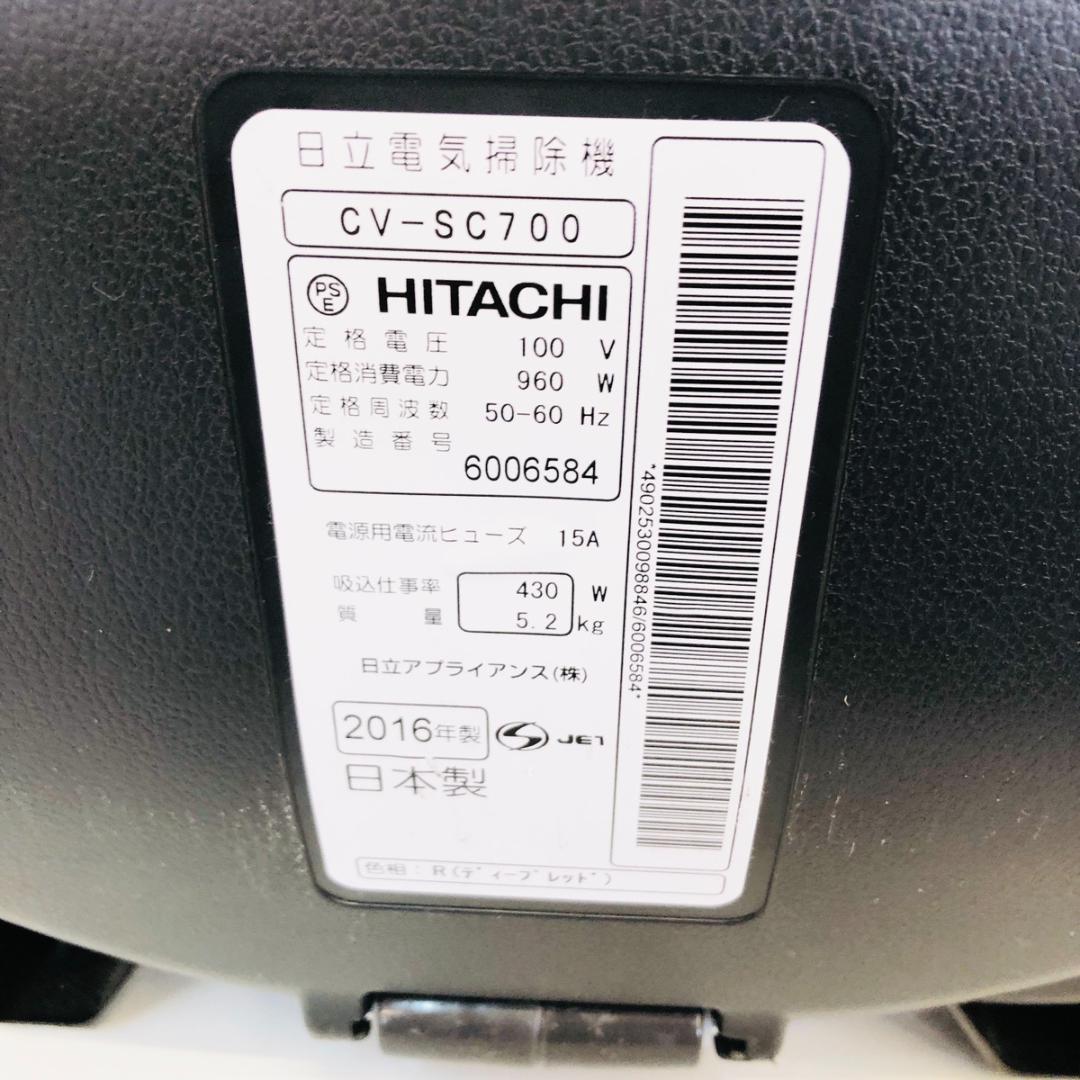 日立電気掃除機
CV-SC700
PS
E
HITACHI
定格電圧 100 V
定格消費電力 960 W
定格周波数 50-60 Hz
製造番号
6006584
電源用電流ヒューズ 15A
吸込仕事率 430 W
質量 5.2 kg
日立アプライアンス(株)
2016年製
JET
日本製
色相:R(ディープレッド)
*4902530098846/6006584*